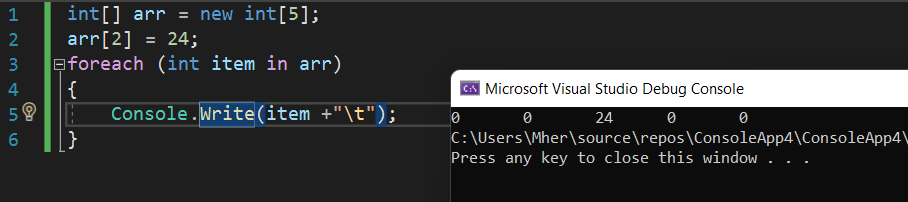 1 int[] arr = new int[5];
2 arr[2] = 24;
3 foreach (int item in arr)
4 {
5 Console.Write(item +"\t");
6 }
C:\ Microsoft Visual Studio Debug Console
0 0 24 0 0
C:\Users\Mher\source\repos\ConsoleApp4\ConsoleApp4\
Press any key to close this window . . .